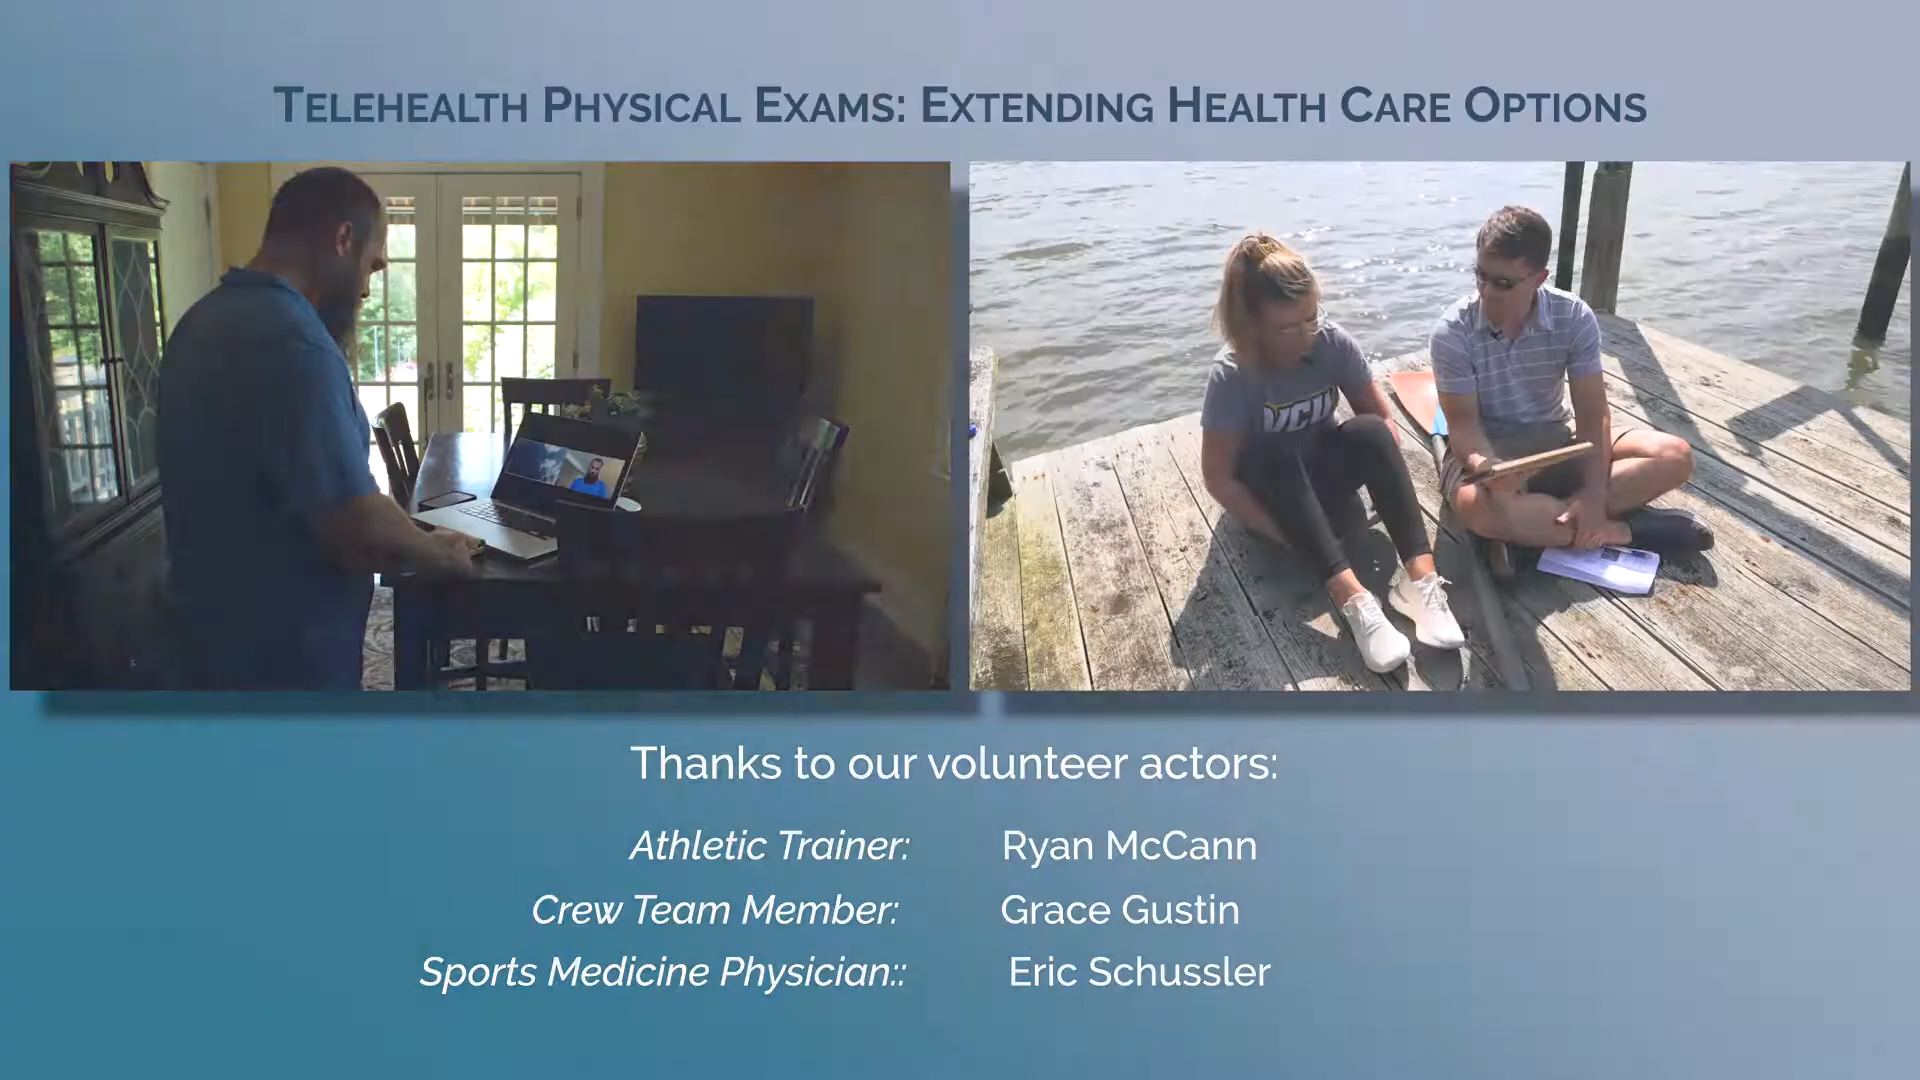 TELEHEALTH PHYSICAL EXAMS: EXTENDING HEALTH CARE OPTIONS
VCU
Thanks to our volunteer actors:
Athletic Trainer: Ryan McCann
Crew Team Member: Grace Gustin
Sports Medicine Physician:: Eric Schussler